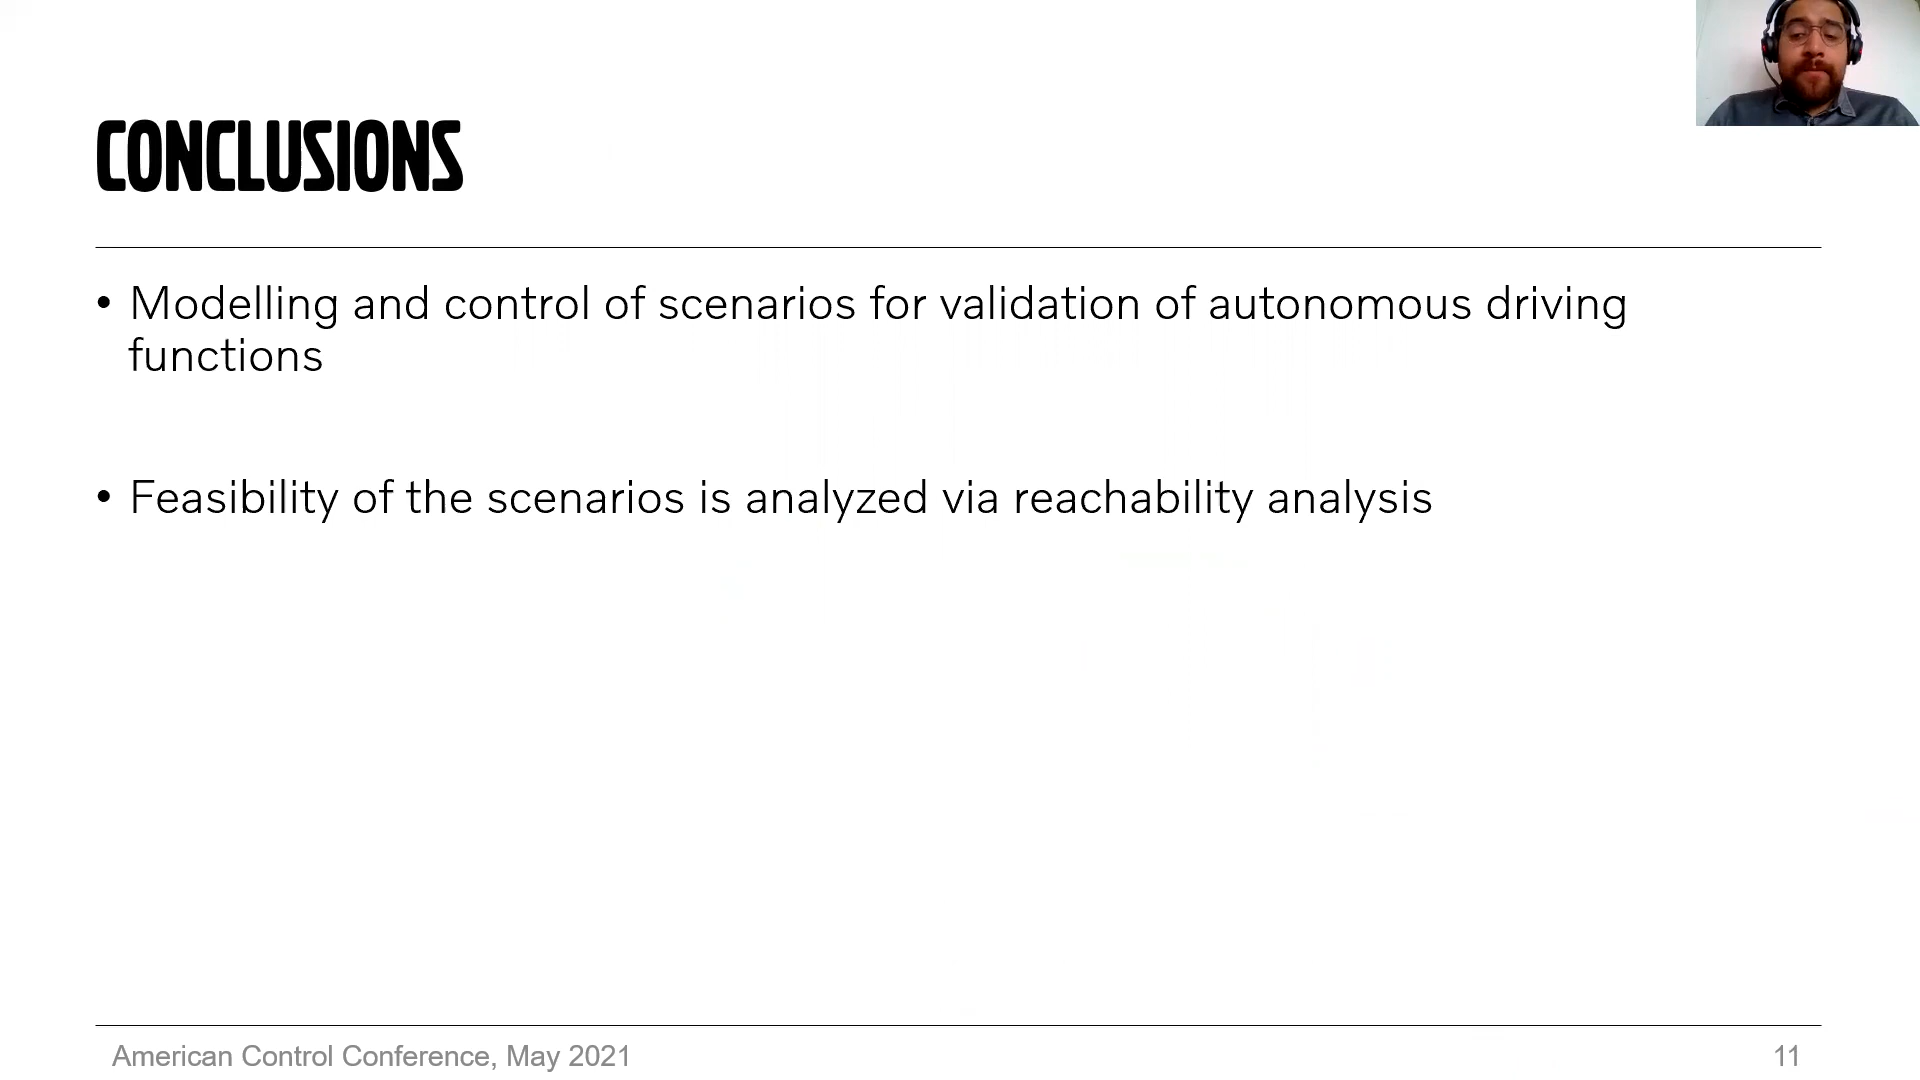 CONCLUSIONS
• Modelling and control of scenarios for validation of autonomous driving
functions
• Feasibility of the scenarios is analyzed via reachability analysis
American Control Conference, May 2021
11